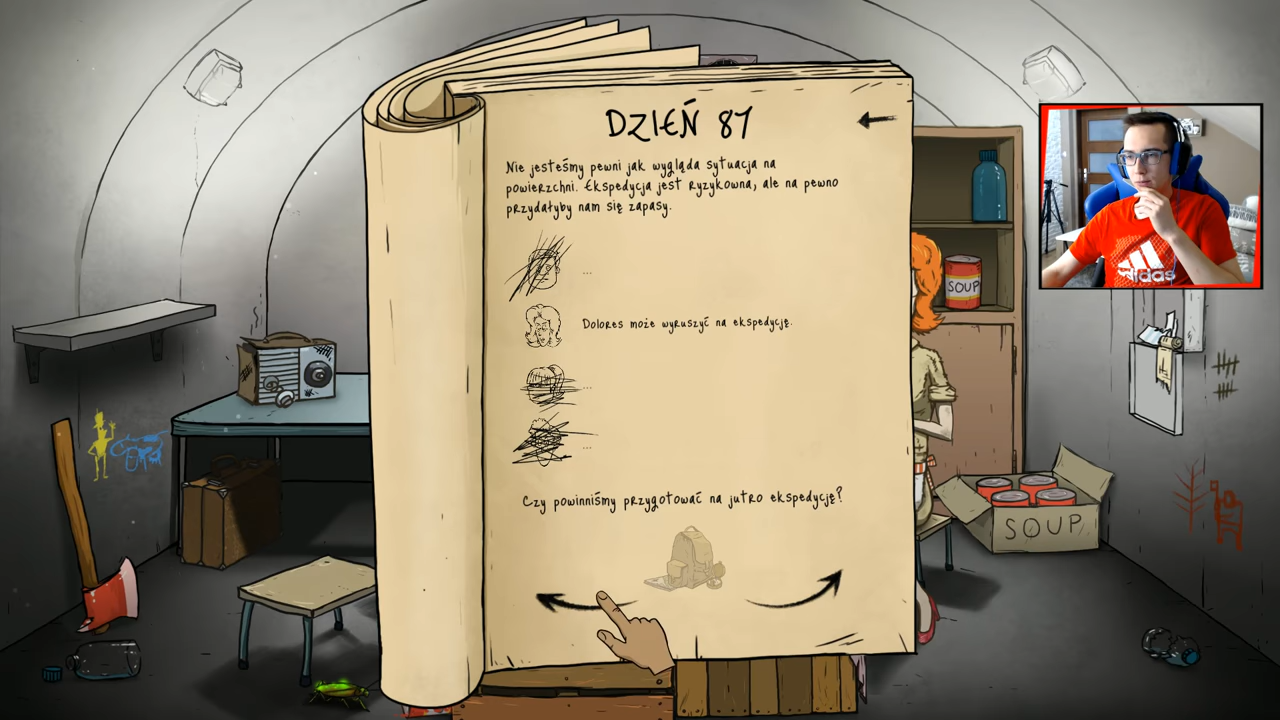 DZIEŃ 87
Nie jesteśmy pewni jak wygląda sytuacja na
powierzchni. Ekspedycja jest ryzykowna, ale na pewno
przydałyby nam się zapasy.
...
Dolores może wyruszyć na ekspedycję.
...
...
Czy powinniśmy przygotować na jutro ekspedycję?
SOUP
SOUP
adidas